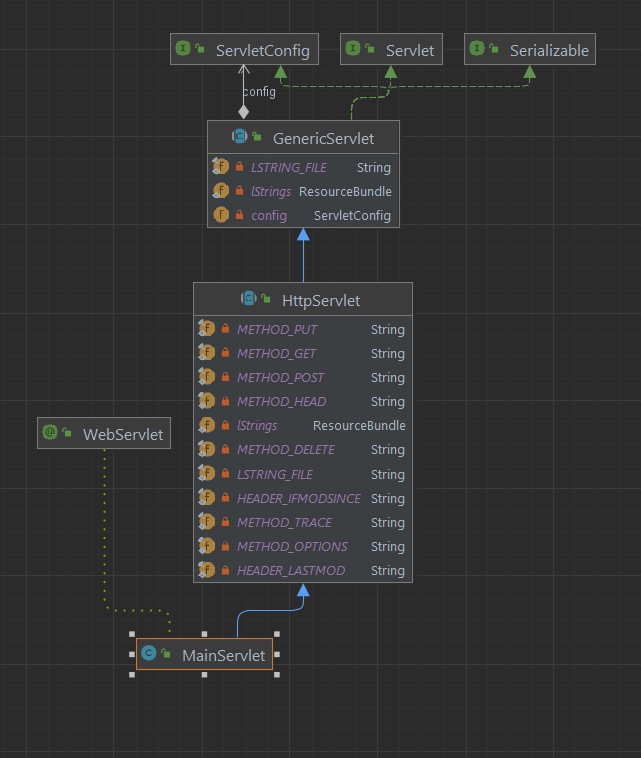 ServletConfig
Servlet
Serializable
config
GenericServlet
LSTRING_FILE String
lStrings ResourceBundle
config ServletConfig
HttpServlet
METHOD_PUT String
METHOD_GET String
METHOD_POST String
METHOD_HEAD String
lStrings ResourceBundle
METHOD_DELETE String
LSTRING_FILE String
HEADER_IFMODSINCE String
METHOD_TRACE String
METHOD_OPTIONS String
HEADER_LASTMOD String
WebServlet
MainServlet